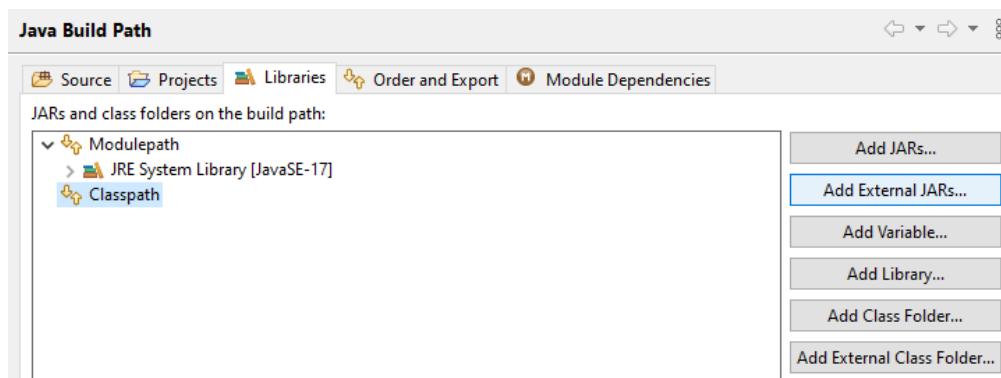 Java Build Path
Source Projects Libraries Order and Export Module Dependencies
JARs and class folders on the build path:
Modulepath
JRE System Library [JavaSE-17]
Classpath
Add JARs...
Add External JARs...
Add Variable...
Add Library...
Add Class Folder...
Add External Class Folder...